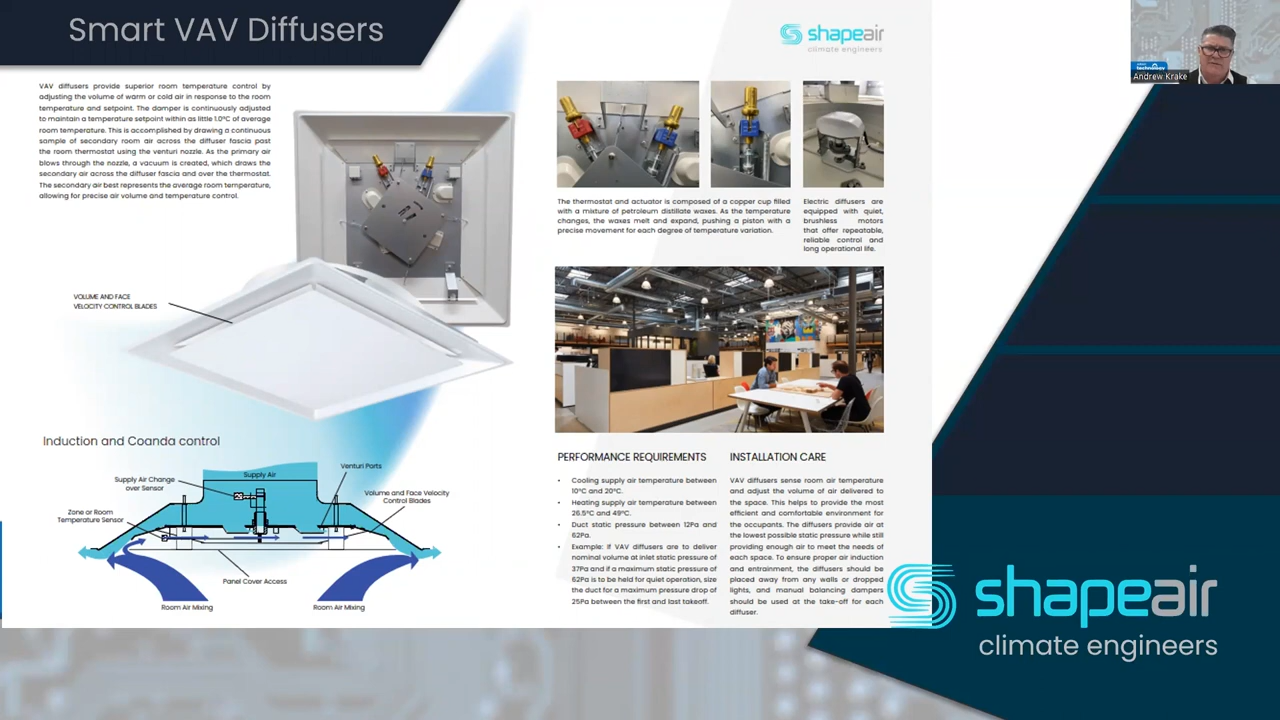 Smart VAV Diffusers
shapeair
climate engineers
technology
Andrew Krake
VAV diffusers provide superior room temperature control by
adjusting the volume of warm or cold air in response to the room
temperature and setpoint. The damper is continuously adjusted
to maintain a temperature setpoint within as little 1.0°C of average
room temperature. This is accomplished by drawing a continuous
sample of secondary room air across the diffuser fascia past
the room thermostat using the venturi nozzle. As the primary air
blows through the nozzle, a vacuum is created, which draws the
secondary air across the diffuser fascia and over the thermostat.
The secondary air best represents the average room temperature,
allowing for precise air volume and temperature control.
VOLUME AND FACE
VELOCITY CONTROL BLADES
The thermostat and actuator is composed of a copper cup filled
with a mixture of petroleum distillate waxes. As the temperature
changes, the waxes melt and expand, pushing a piston with a
precise movement for each degree of temperature variation.
Electric diffusers are
equipped with quiet,
brushless motors
that offer repeatable,
reliable control and
long operational life.
Induction and Coanda control
Supply Air
Venturi Ports
Supply Air Change
over Sensor
Volume and Face Velocity
Control Blades
Zone or Room
Temperature Sensor
Panel Cover Access
Room Air Mixing
Room Air Mixing
PERFORMANCE REQUIREMENTS
• Cooling supply air temperature between
10°C and 20°C.
• Heating supply air temperature between
26.5°C and 49°C.
• Duct static pressure between 12Pa and
62Pa.
• Example: If VAV diffusers are to deliver
nominal volume at inlet static pressure of
37Pa and if a maximum static pressure of
62Pa is to be held for quiet operation, size
the duct for a maximum pressure drop of
25Pa between the first and last takeoff.
INSTALLATION CARE
VAV diffusers sense room air temperature
and adjust the volume of air delivered to
the space. This helps to provide the most
efficient and comfortable environment for
the occupants. The diffusers provide air at
the lowest possible static pressure while still
providing enough air to meet the needs of
each space. To ensure proper air induction
and entrainment, the diffusers should be
placed away from any walls or dropped
lights, and manual balancing dampers
should be used at the take-off for each
diffuser.
shapeair
climate engineers